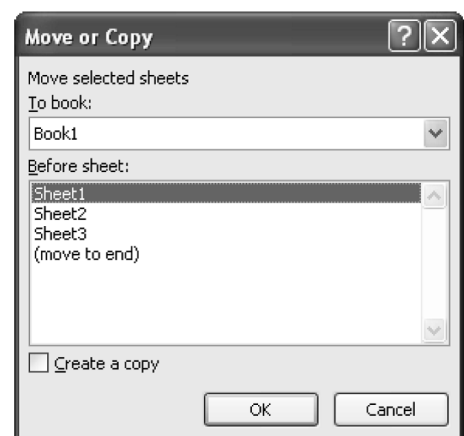 Move or Copy
Move selected sheets
To book:
Book1
Before sheet:
Sheet1
Sheet2
Sheet3
(move to end)
Create a copy
OK Cancel